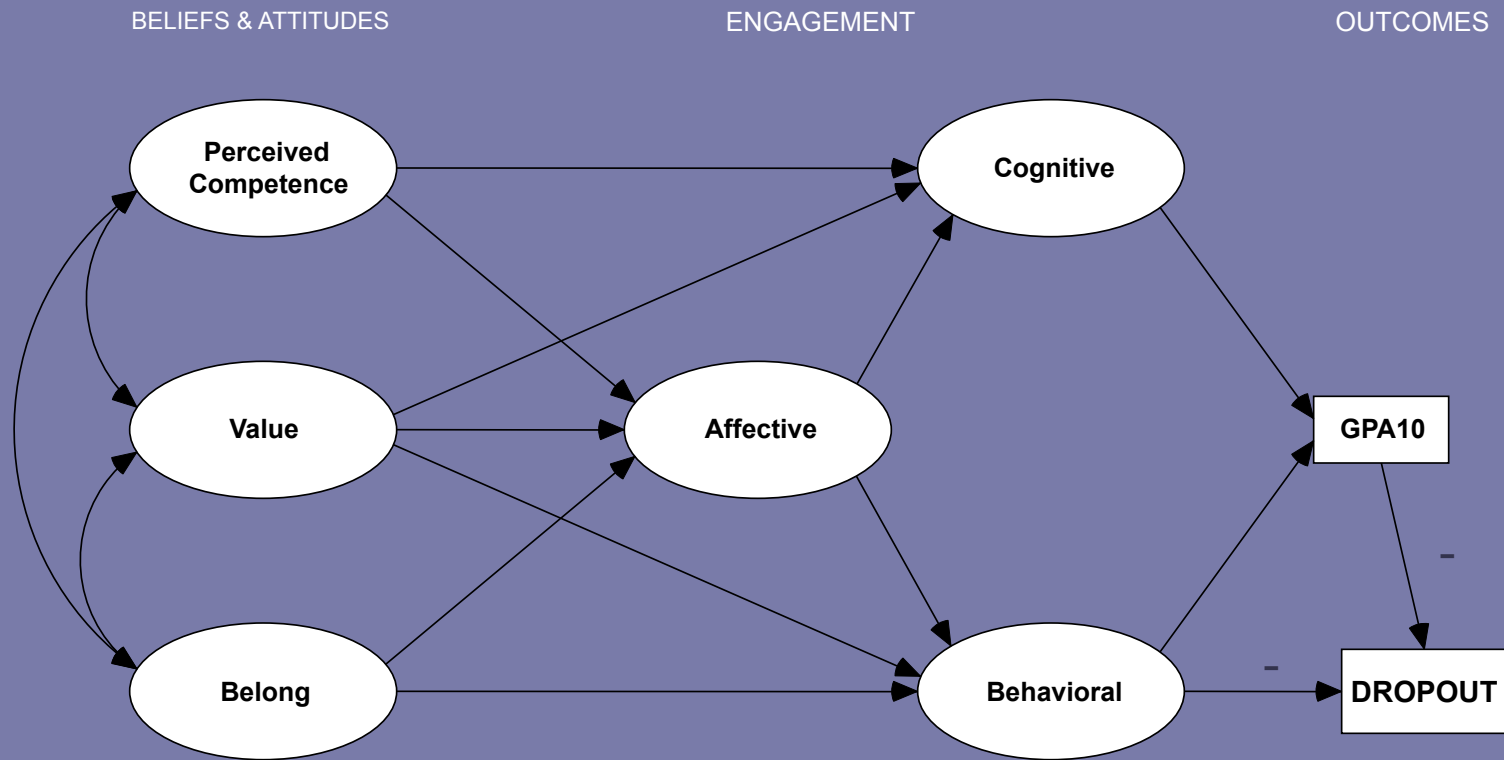 BELIEFS & ATTITUDES
ENGAGEMENT
OUTCOMES
Perceived
Competence
Cognitive
Value
Affective
GPA10
-
-
Belong
Behavioral
DROPOUT